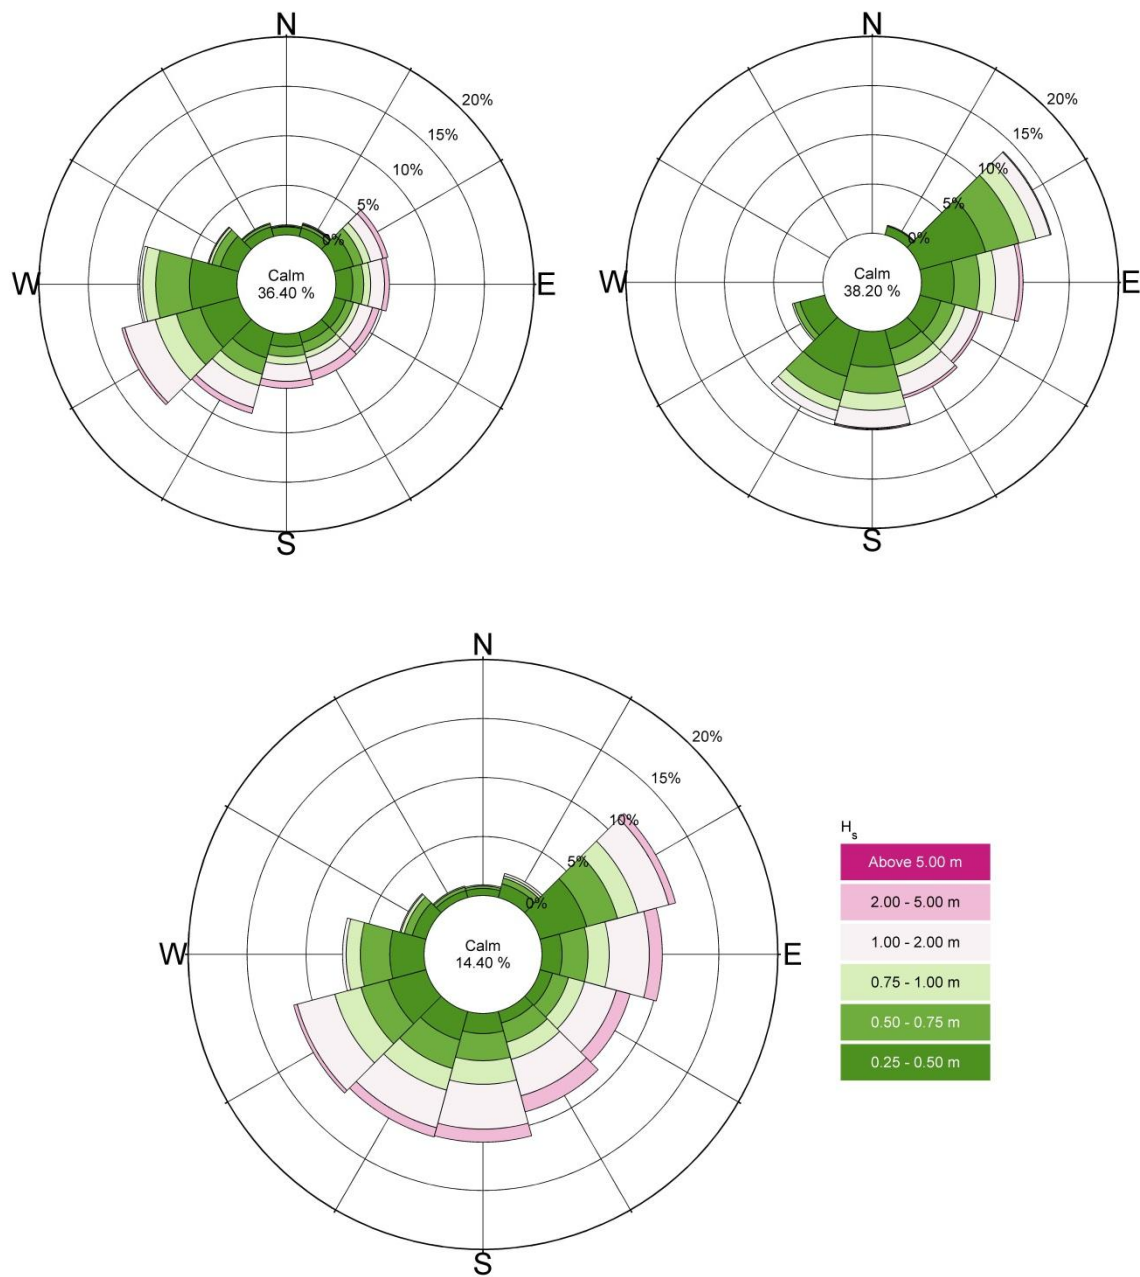 N
20%
15%
10%
5%
0%
W
Calm
36.40 %
E
S
N
20%
15%
10%
5%
0%
W
Calm
38.20 %
E
S
N
20%
15%
10%
5%
0%
W
Calm
14.40 %
E
S
Hs
Above 5.00 m
2.00 - 5.00 m
1.00 - 2.00 m
0.75 - 1.00 m
0.50 - 0.75 m
0.25 - 0.50 m